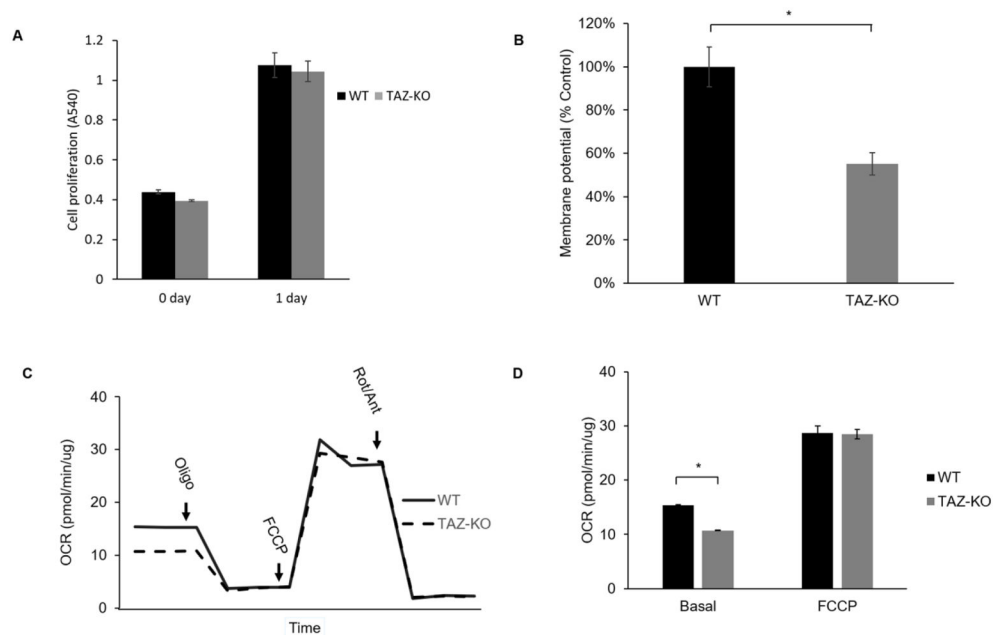 A
1.2
1
0.8
0.6
0.4
0.2
0
Cell proliferation (A540)
0 day
1 day
WT
TAZ-KO
B
*
120%
100%
80%
60%
40%
20%
0%
Membrane potential (% Control)
WT
TAZ-KO
C
40
30
20
10
0
OCR (pmol/min/ug)
Oligo
FCCP
Rot/Ant
WT
TAZ-KO
Time
D
40
30
20
10
0
OCR (pmol/min/ug)
*
Basal
FCCP
WT
TAZ-KO